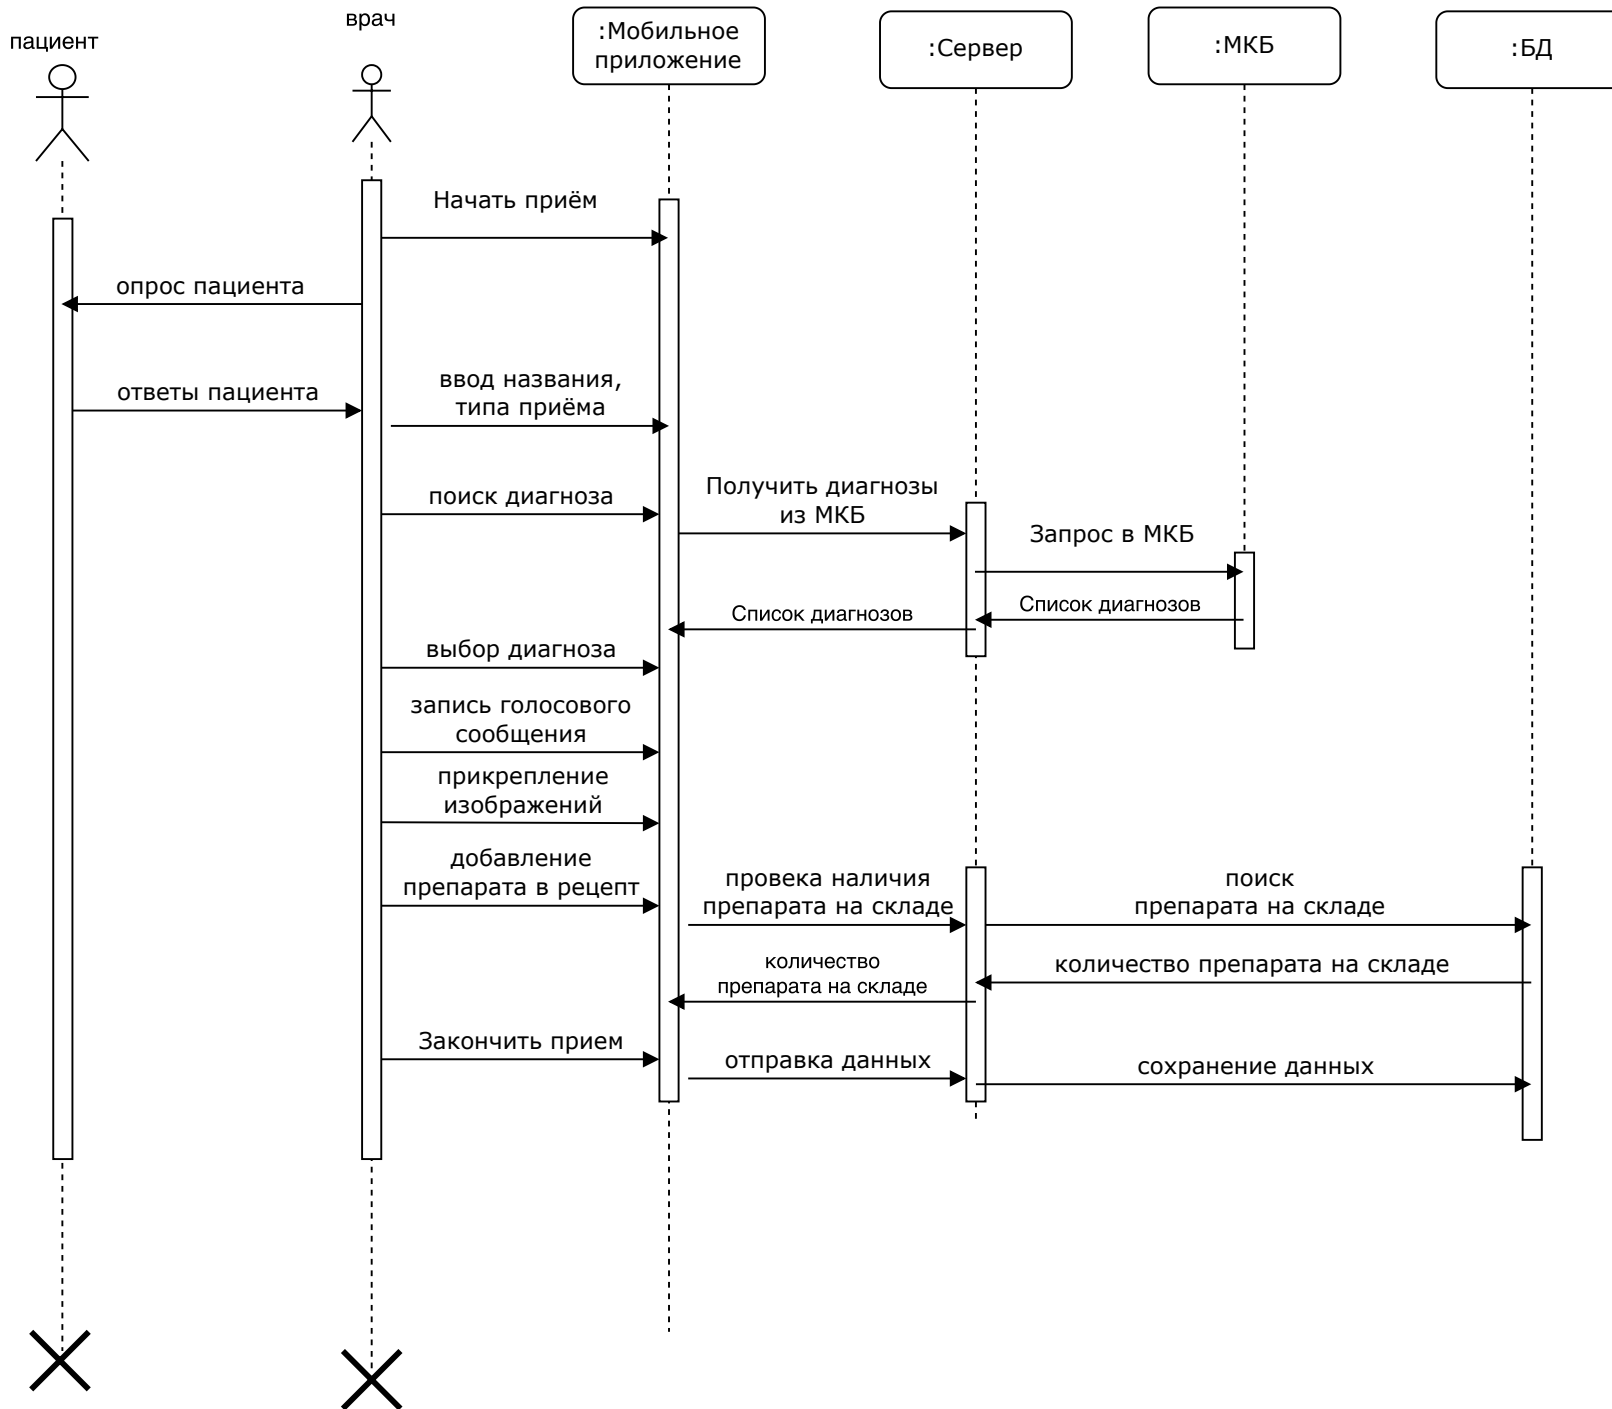 пациент
врач
:Мобильное
приложение
:Сервер
:МКБ
:БД
Начать приём
опрос пациента
ответы пациента
ввод названия,
типа приёма
поиск диагноза
Получить диагнозы
из МКБ
Запрос в МКБ
Список диагнозов
Список диагнозов
выбор диагноза
запись голосового
сообщения
прикрепление
изображений
добавление
препарата в рецепт
провека наличия
препарата на складе
поиск
препарата на складе
количество препарата на складе
количество
препарата на складе
Закончить прием
отправка данных
сохранение данных